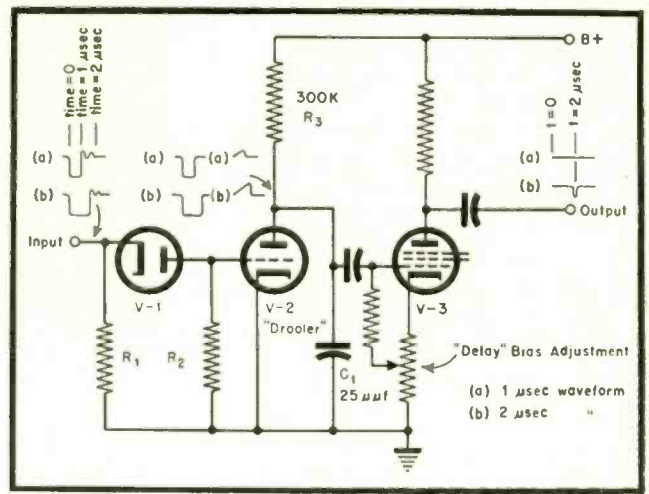 time=0
time=1 μsec
time=2 μsec
(a)
(b)
Input
V-1
R1
R2
(a) (a)
(b) (b)
300K
R3
V-2
"Drooler"
C1
25 μμf
V-3
"Delay" Bias Adjustment
(a) 1 μsec waveform
(b) 2 μsec "
B+
t=0
t=2 μsec
(a)
(b)
Output